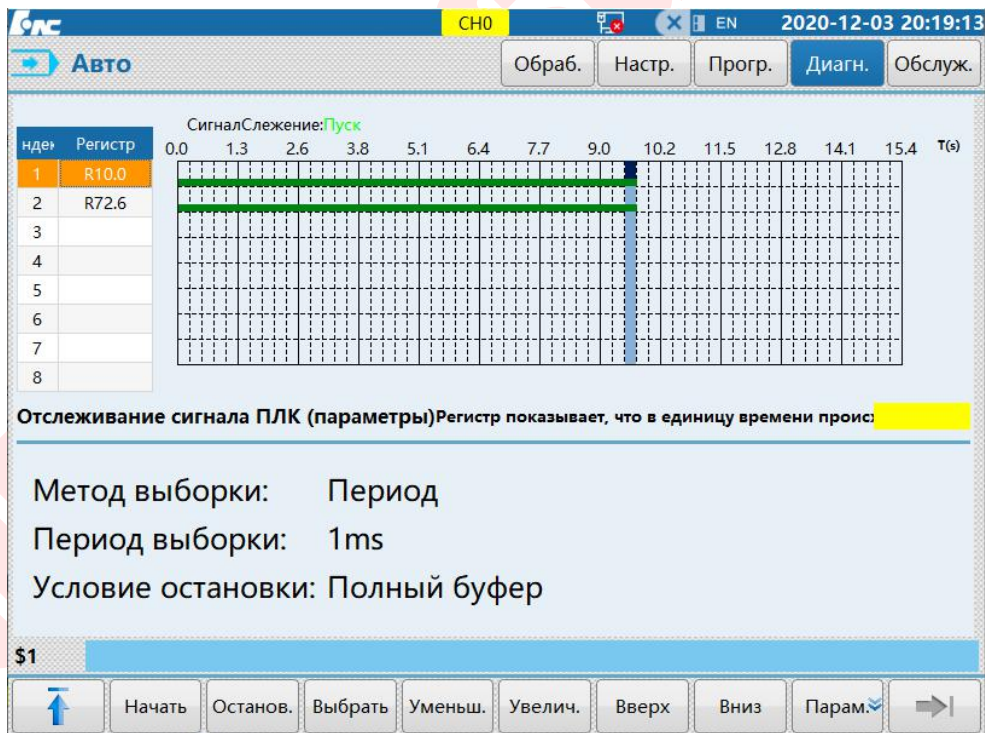 CH0 EN 2020-12-03 20:19:13
Авто Обраб. Настр. Прогр. Диагн. Обслуж.
СигналСлежение:Пуск
ндек Регистр 0.0 1.3 2.6 3.8 5.1 6.4 7.7 9.0 10.2 11.5 12.8 14.1 15.4 T(s)
1 R10.0
2 R72.6
3
4
5
6
7
8
Отслеживание сигнала ПЛК (параметры)Регистр показывает, что в единицу времени проис
Метод выборки: Период
Период выборки: 1ms
Условие остановки: Полный буфер
$1
Начать Останов. Выбрать Уменьш. Увелич. Вверх Вниз Парам.